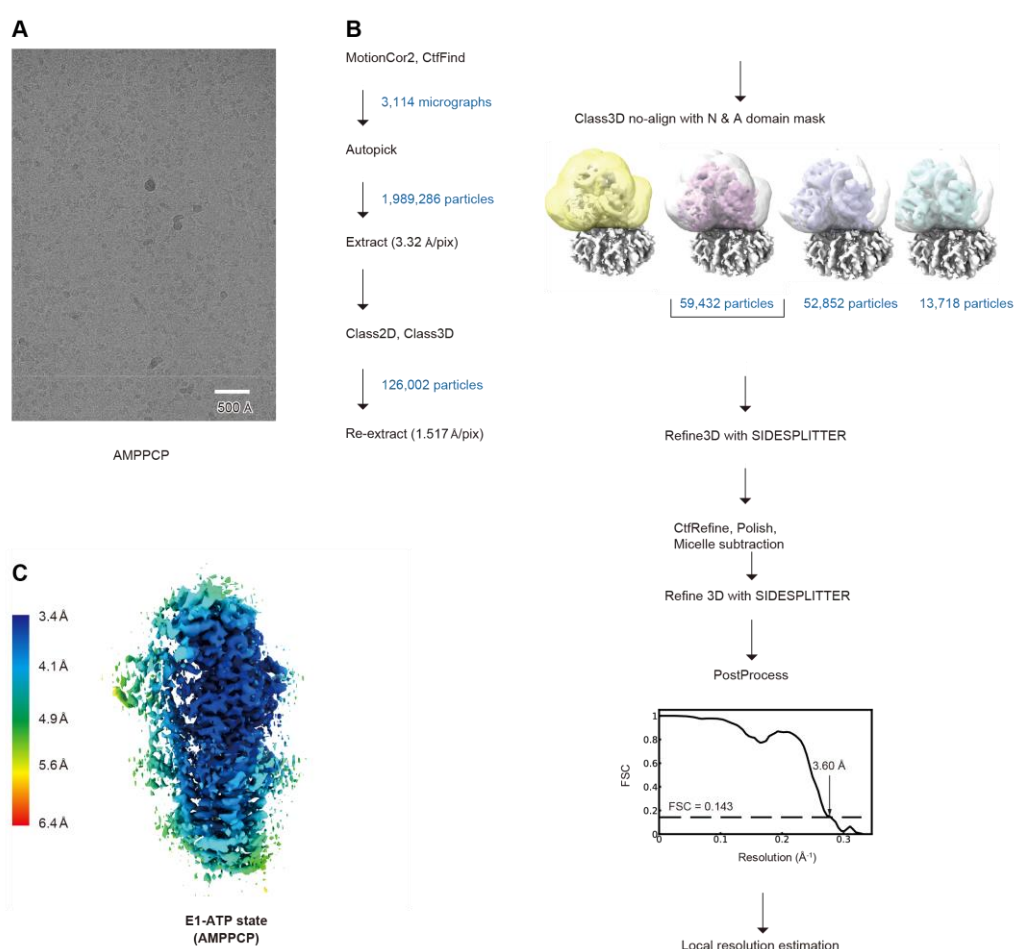 A
500 Å
AMPPCP
B
MotionCor2, CtfFind
3,114 micrographs
Autopick
1,989,286 particles
Extract (3.32 Å/pix)
Class2D, Class3D
126,002 particles
Re-extract (1.517 Å/pix)
Class3D no-align with N & A domain mask
59,432 particles
52,852 particles
13,718 particles
Refine3D with SIDESPLITTER
CtfRefine, Polish,
Micelle subtraction
Refine 3D with SIDESPLITTER
PostProcess
1
0.8
0.6
0.4
0.2
0
FSC
3.60 Å
FSC = 0.143
0
0.1
0.2
0.3
Resolution (Å⁻¹)
Local resolution estimation
C
3.4 Å
4.1 Å
4.9 Å
5.6 Å
6.4 Å
E1-ATP state
(AMPPCP)